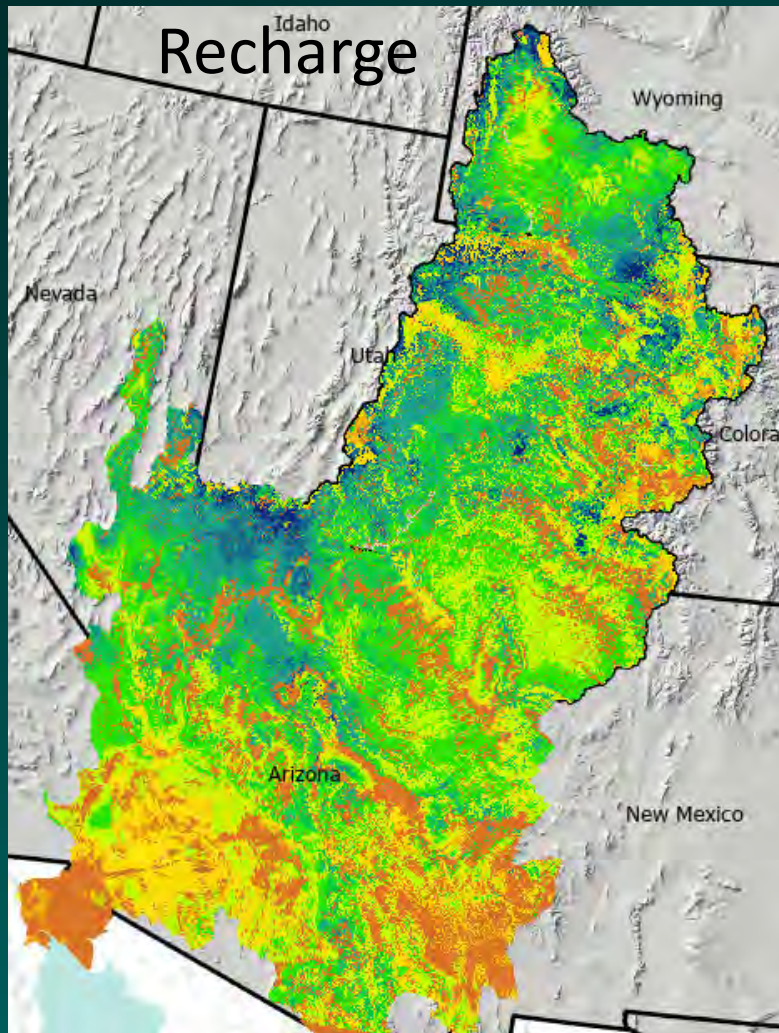 Idaho
Recharge
Wyoming
Nevada
Utah
Colora
Arizona
New Mexico